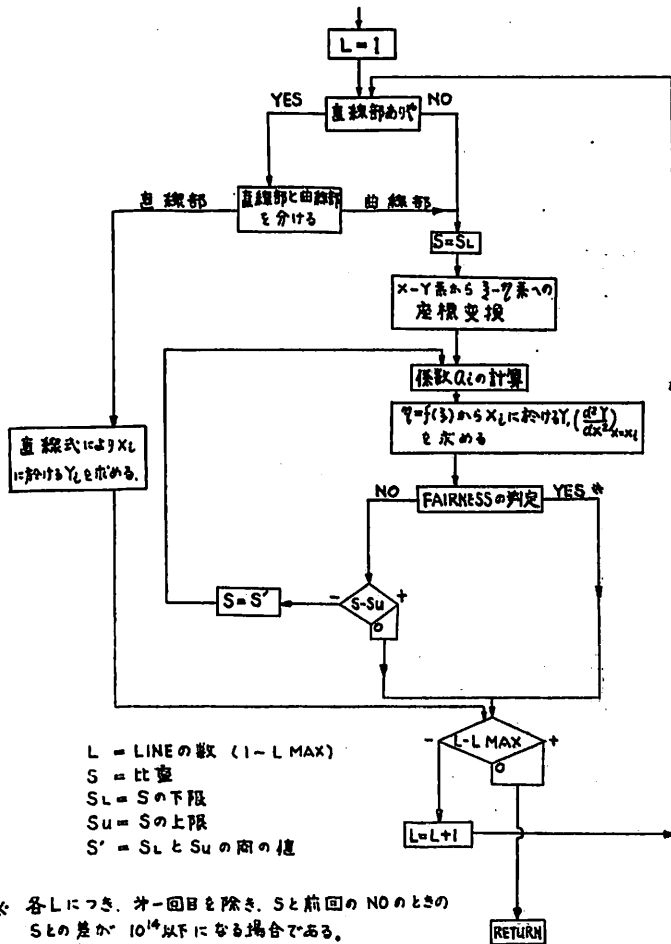 L = 1
YES
NO
直線部ありや
直線部
直線部と曲線部
を分ける
曲線部
S=SL
X-Y系から ξ-η系への
座標変換
係数aiの計算
η=f(ξ)からXiに於けるY,(d²Y/dx²)x=xi
を求める
直線式によりXi
に於けるYiを求める.
NO
FAIRNESSの判定
YES※
S=S'
-
S-Su
+
0
-
L-L MAX
+
0
L=L+1
RETURN
L = LINEの数 (1~L MAX)
S = 比重
SL = Sの下限
Su = Sの上限
S' = SLとSuの間の値
※ 各Lにつき、才一回目を除き、Sと前回のNOのときの
Sとの差が 10¹⁴以下になる場合である。